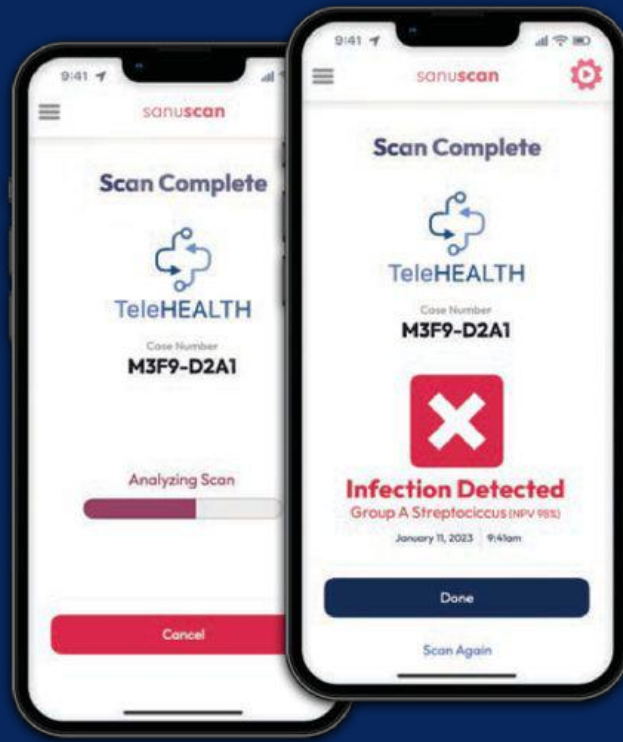 9:41
sanuscan
Scan Complete
TeleHEALTH
Case Number
M3F9-D2A1
Analyzing Scan
Cancel
9:41
sanuscan
Scan Complete
TeleHEALTH
Case Number
M3F9-D2A1
Infection Detected
Group A Streptociccus (NPV 98%)
January 11, 2023 9:41am
Done
Scan Again